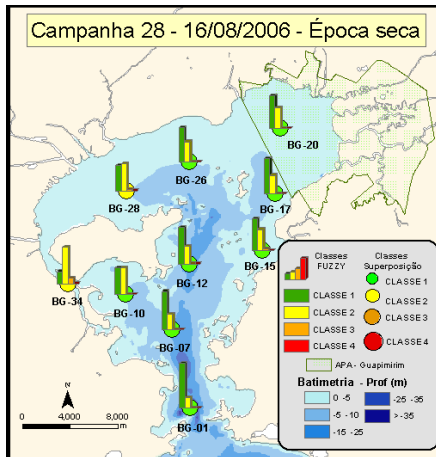 Campanha 28 - 16/08/2006 - Época seca
BG-20
BG-26
BG-28
BG-17
BG-15
BG-12
BG-34
BG-10
BG-07
BG-01
N
0 4,000 8,000
m
Classes
FUZZY
CLASSE 1
CLASSE 2
CLASSE 3
CLASSE 4
Classes
Superposição
CLASSE 1
CLASSE 2
CLASSE 3
CLASSE 4
APA - Guapimirim
Batimetria - Prof (m)
0 -5
-5 -10
-15 -25
-25 -35
>-35